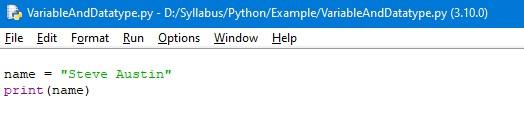 VariableAndDatatype.py - D:/Syllabus/Python/Example/VariableAndDatatype.py (3.10.0)
File Edit Format Run Options Window Help
name = "Steve Austin"
print(name)